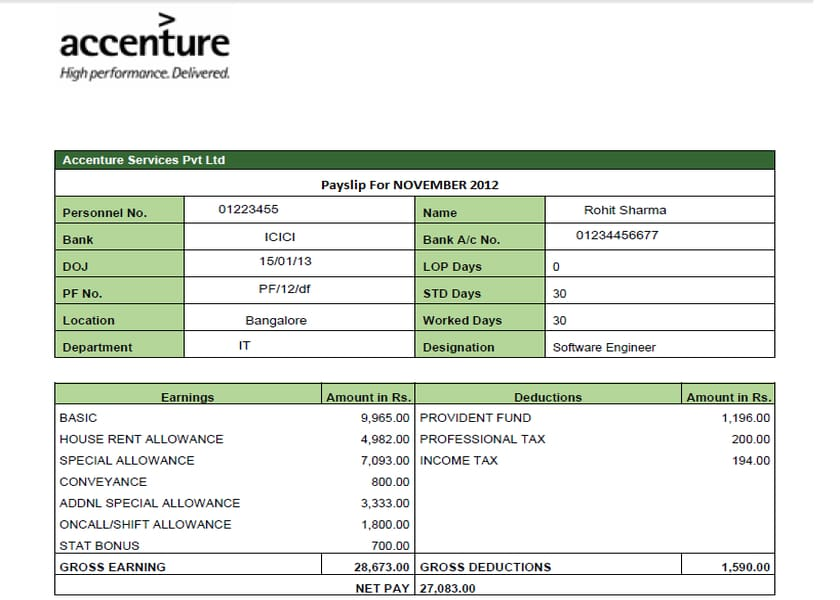 accenture
High performance. Delivered.
Accenture Services Pvt Ltd
Payslip For NOVEMBER 2012
Personnel No. 01223455 Name Rohit Sharma
Bank ICICI Bank A/c No. 01234456677
DOJ 15/01/13 LOP Days 0
PF No. PF/12/df STD Days 30
Location Bangalore Worked Days 30
Department IT Designation Software Engineer
Earnings Amount in Rs. Deductions Amount in Rs.
BASIC 9,965.00 PROVIDENT FUND 1,196.00
HOUSE RENT ALLOWANCE 4,982.00 PROFESSIONAL TAX 200.00
SPECIAL ALLOWANCE 7,093.00 INCOME TAX 194.00
CONVEYANCE 800.00
ADDNL SPECIAL ALLOWANCE 3,333.00
ONCALL/SHIFT ALLOWANCE 1,800.00
STAT BONUS 700.00
GROSS EARNING 28,673.00 GROSS DEDUCTIONS 1,590.00
NET PAY 27,083.00